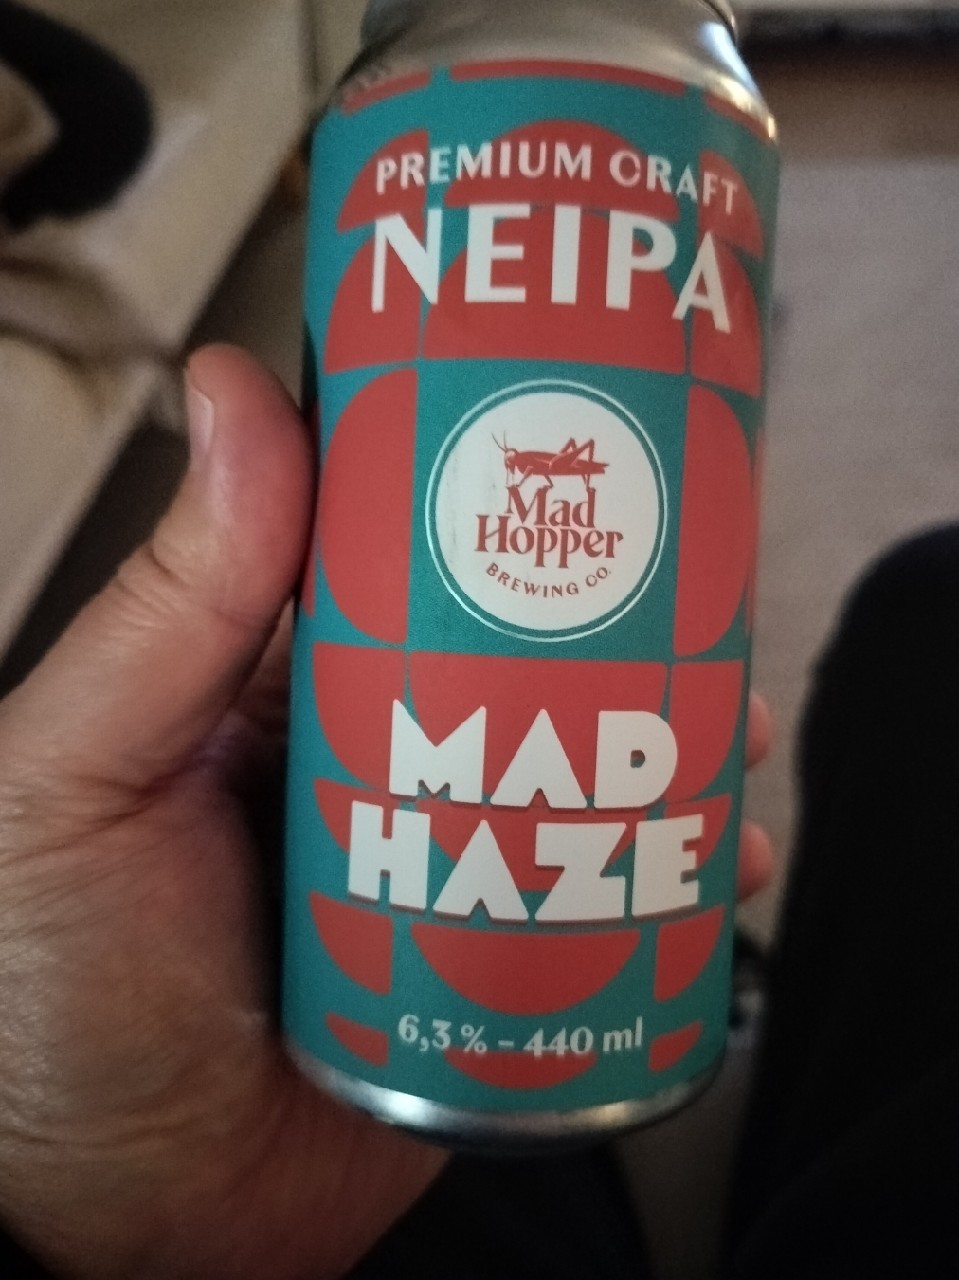 PREMIUM CRAFT
NEIPA
Mad
Hopper
BREWING CO.
MAD
HAZE
6,3 % - 440 ml